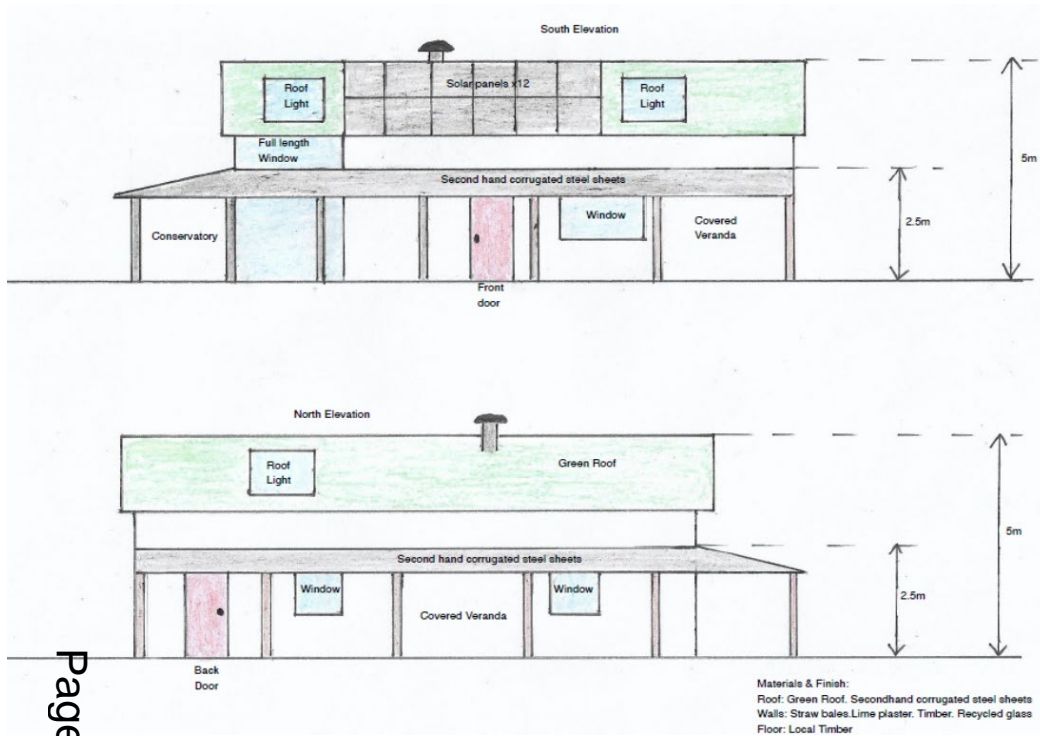 South Elevation
Roof
Light
Solar panels x12
Roof
Light
Full length
Window
5m
Second hand corrugated steel sheets
2.5m
Conservatory
Window
Covered
Veranda
Front
door
North Elevation
Roof
Light
Green Roof
5m
Second hand corrugated steel sheets
2.5m
Window
Window
Covered Veranda
Back
Door
Page
Materials & Finish:
Roof: Green Roof. Secondhand corrugated steel sheets
Walls: Straw bales.Lime plaster. Timber. Recycled glass
Floor: Local Timber